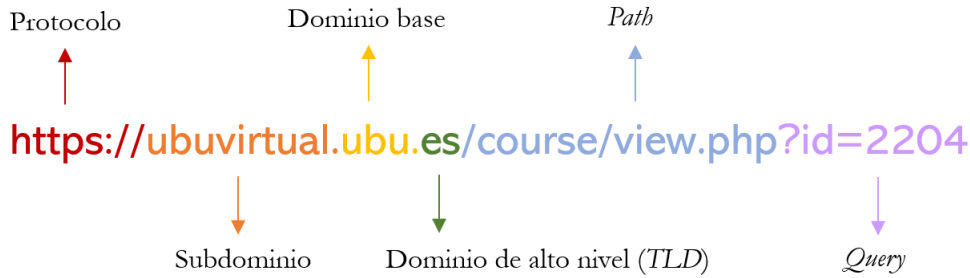 Protocolo Dominio base Path
https://ubuvirtual.ubu.es/course/view.php?id=2204
Subdominio Dominio de alto nivel (TLD) Query